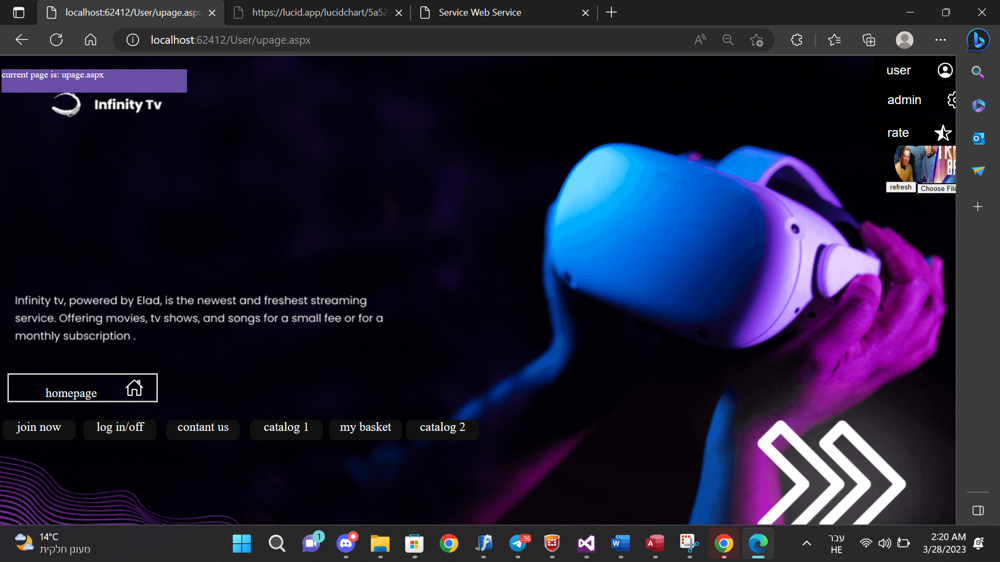 localhost:62412/User/upage.aspx
https://lucid.app/lucidchart/5a52
Service Web Service
localhost:62412/User/upage.aspx
current page is: upage.aspx
Infinity Tv
user
admin
rate
refresh
Choose File
Infinity tv, powered by Elad, is the newest and freshest streaming
service. Offering movies, tv shows, and songs for a small fee or for a
monthly subscription .
homepage
join now
log in/off
contant us
catalog 1
my basket
catalog 2
14°C
מעונן חלקית
1
..96
עבר
HE
2:20 AM
3/28/2023